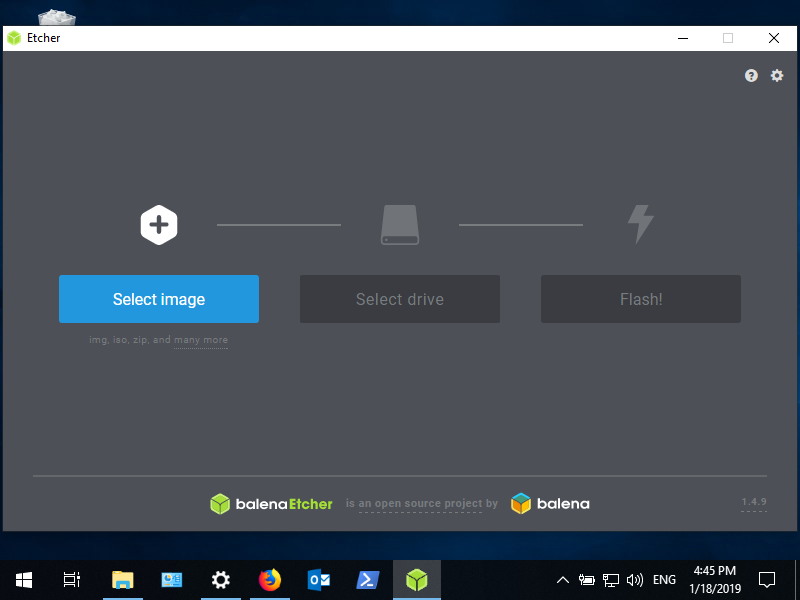 Etcher
Select image
Select drive
Flash!
img, iso, zip, and many more
balenaEtcher is an open source project by balena
1.4.9
ENG
4:45 PM
1/18/2019